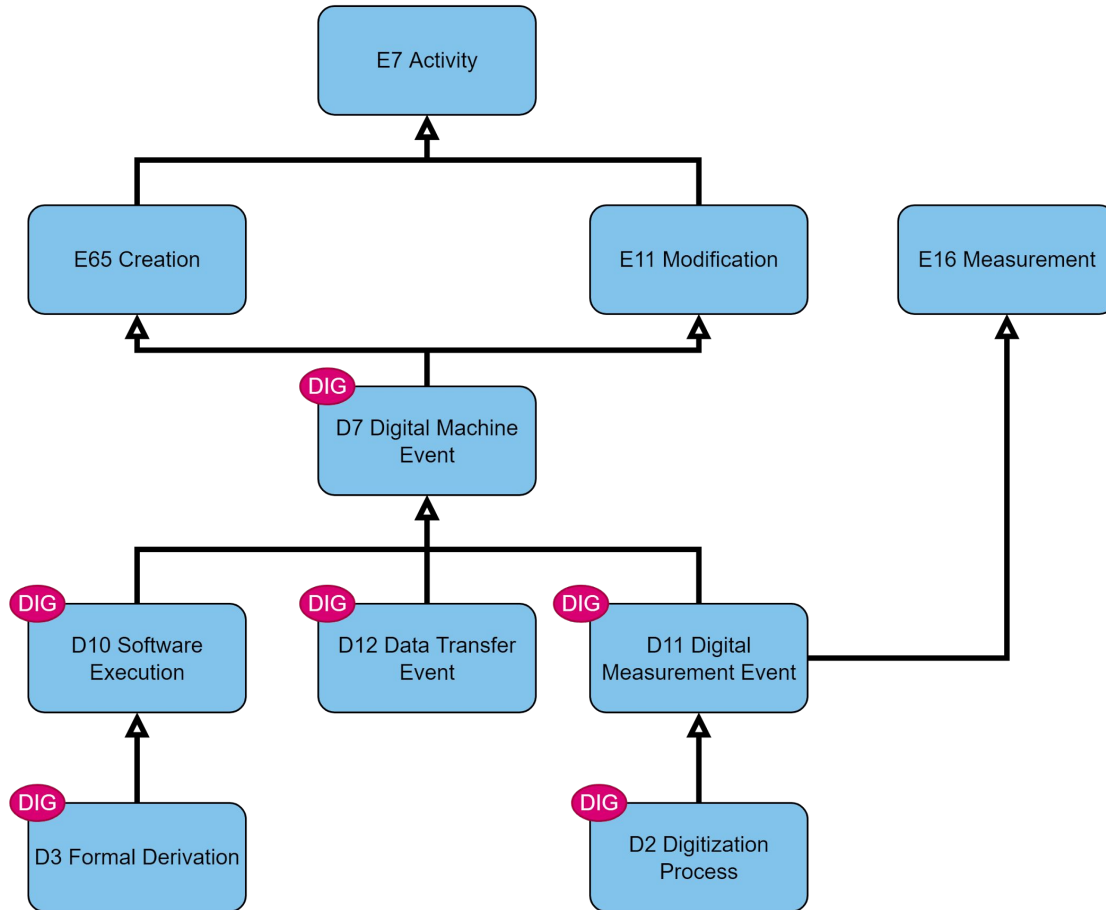 E7 Activity
E65 Creation
E11 Modification
E16 Measurement
DIG
D7 Digital Machine
Event
DIG
D10 Software
Execution
DIG
D12 Data Transfer
Event
DIG
D11 Digital
Measurement Event
DIG
D3 Formal Derivation
DIG
D2 Digitization
Process